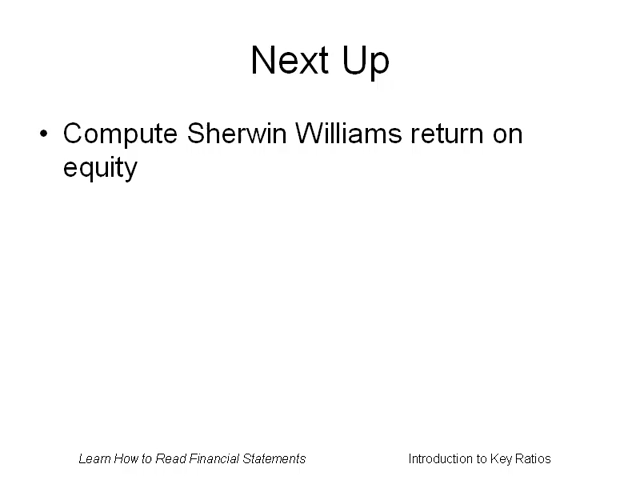 Next Up
• Compute Sherwin Williams return on
equity
Learn How to Read Financial Statements
Introduction to Key Ratios